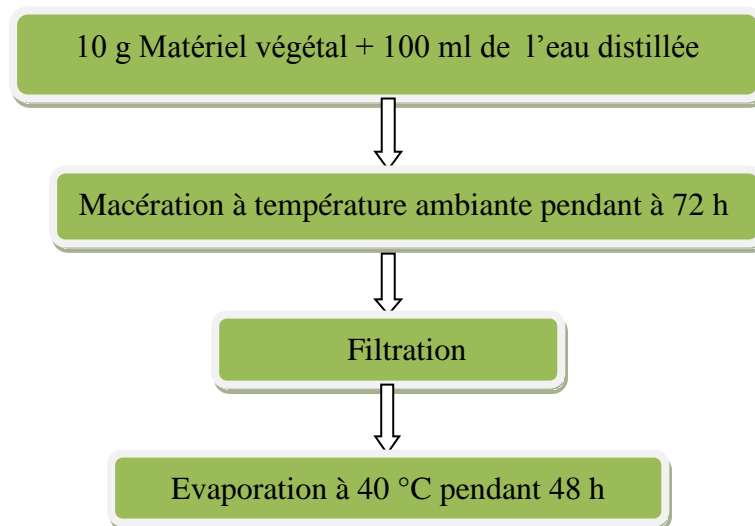 10 g Matériel végétal + 100 ml de l'eau distillée
Macération à température ambiante pendant à 72 h
Filtration
Evaporation à 40 °C pendant 48 h